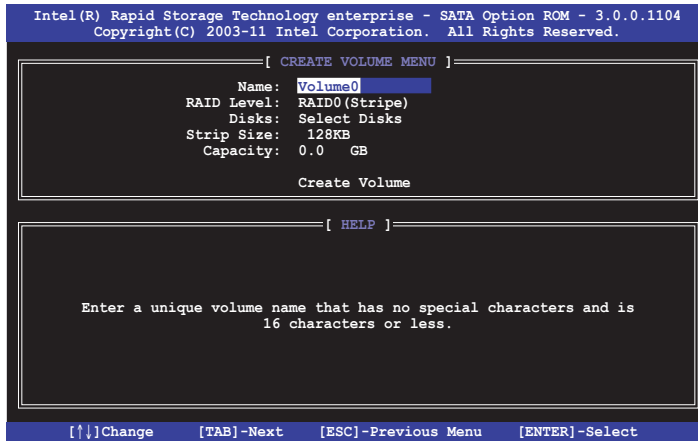 Intel(R) Rapid Storage Technology enterprise - SATA Option ROM - 3.0.0.1104
Copyright(C) 2003-11 Intel Corporation. All Rights Reserved.
[ CREATE VOLUME MENU ]
Name: Volume0
RAID Level: RAID0(Stripe)
Disks: Select Disks
Strip Size: 128KB
Capacity: 0.0 GB
Create Volume
[ HELP ]
Enter a unique volume name that has no special characters and is
16 characters or less.
[↑↓]Change [TAB]-Next [ESC]-Previous Menu [ENTER]-Select